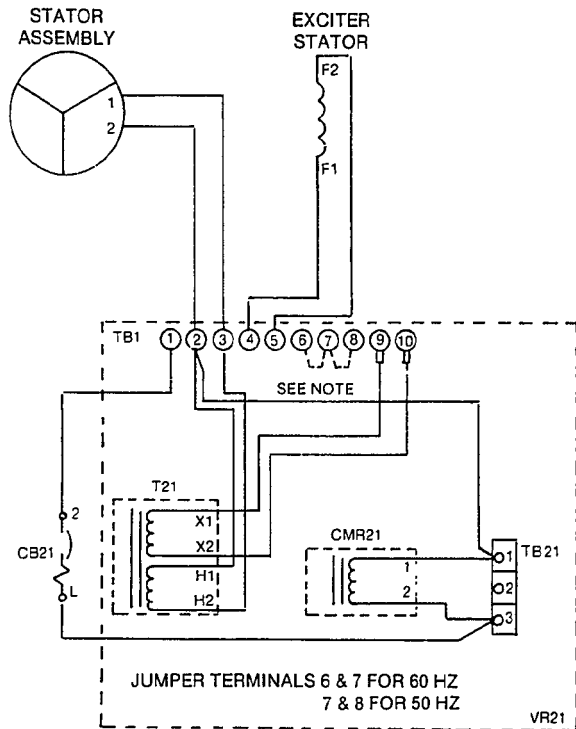 STATOR
ASSEMBLY
EXCITER
STATOR
F2
F1
1
2
TB1
1 2 3 4 5 6 7 8 9 10
SEE NOTE
T21
X1
X2
H1
H2
CMR21
1
2
TB21
1
2
3
2
CB21
L
JUMPER TERMINALS 6 & 7 FOR 60 HZ
7 & 8 FOR 50 HZ
VR21